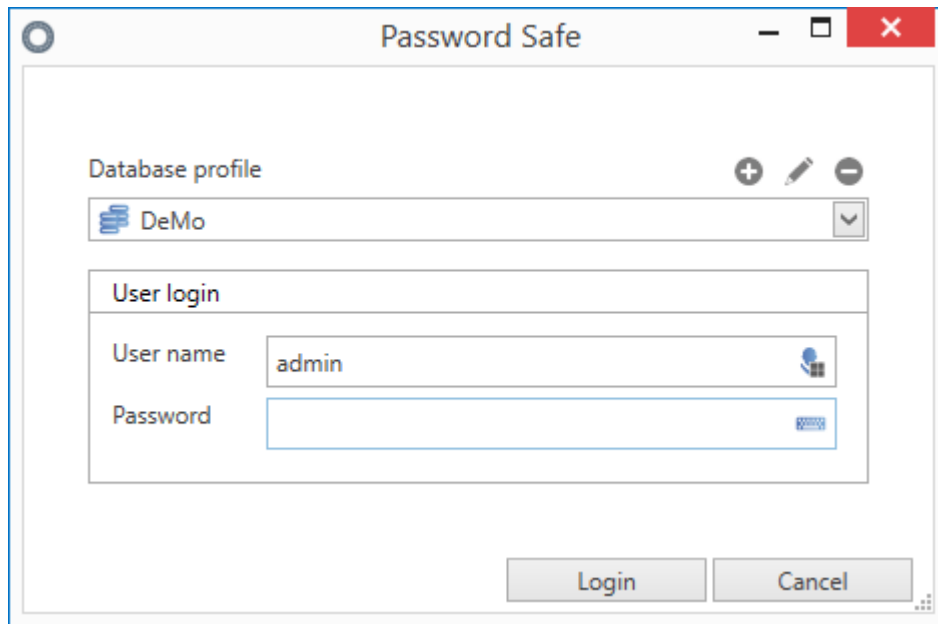 Password Safe
Database profile
DeMo
User login
User name
admin
Password
Login
Cancel